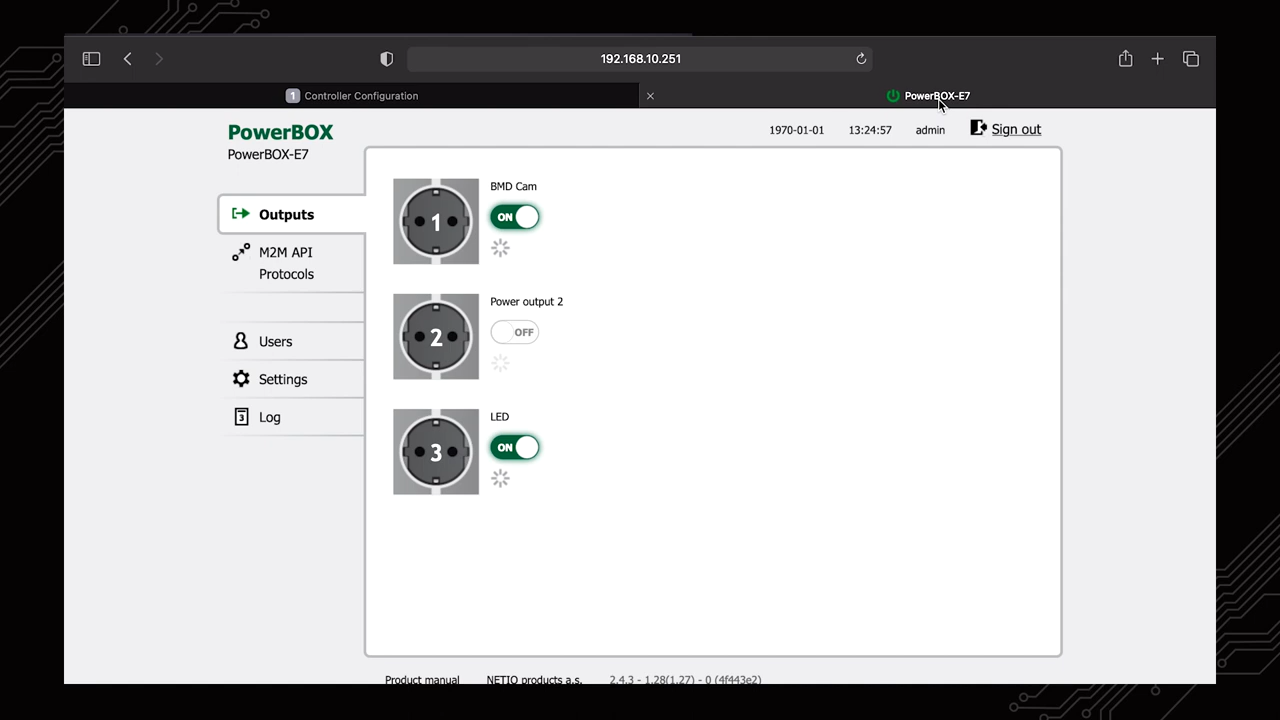 192.168.10.251
1 Controller Configuration
PowerBOX-E7
PowerBOX
PowerBOX-E7
1970-01-01 13:24:57 admin Sign out
Outputs
M2M API
Protocols
Users
Settings
3 Log
1
BMD Cam
ON
2
Power output 2
OFF
3
LED
ON
Product manual NETIO products a.s. 2.4.3 - 1.28(1.27) - 0 (4f443e2)